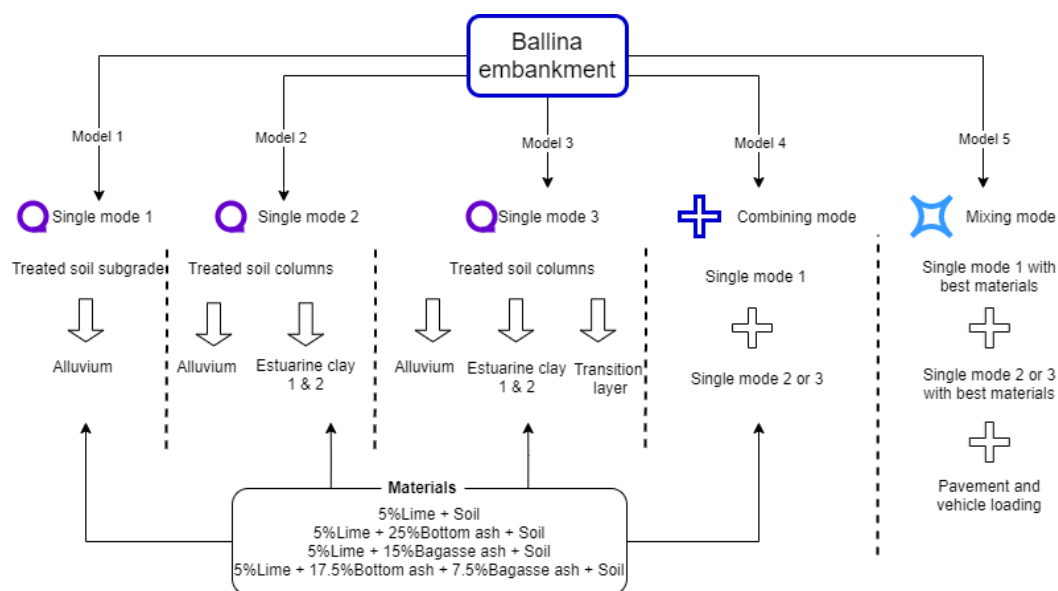 Ballina
embankment
Model 1
Model 2
Model 3
Model 4
Model 5
Single mode 1
Single mode 2
Single mode 3
Combining mode
Mixing mode
Treated soil subgrade
Treated soil columns
Treated soil columns
Single mode 1
Single mode 1 with
best materials
Alluvium
Alluvium
Estuarine clay
1 & 2
Alluvium
Estuarine clay
1 & 2
Transition
layer
Single mode 2 or 3
Single mode 2 or 3
with best materials
Pavement and
vehicle loading
Materials
5%Lime + Soil
5%Lime + 25%Bottom ash + Soil
5%Lime + 15%Bagasse ash + Soil
5%Lime + 17.5%Bottom ash + 7.5%Bagasse ash + Soil